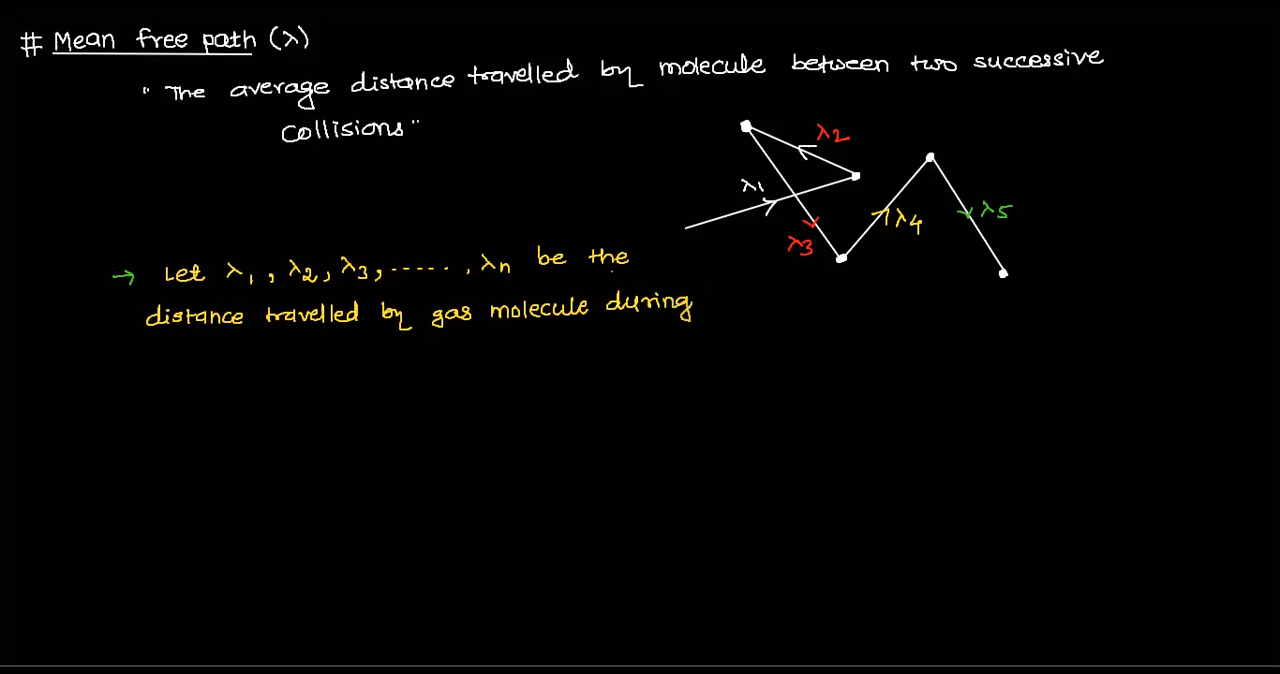 # Mean free path (λ)
" The average distance travelled by molecule between two successive
collisions "
λ1
λ2
λ3
λ4
λ5
→ Let λ1, λ2, λ3, ......, λn be the
distance travelled by gas molecule during